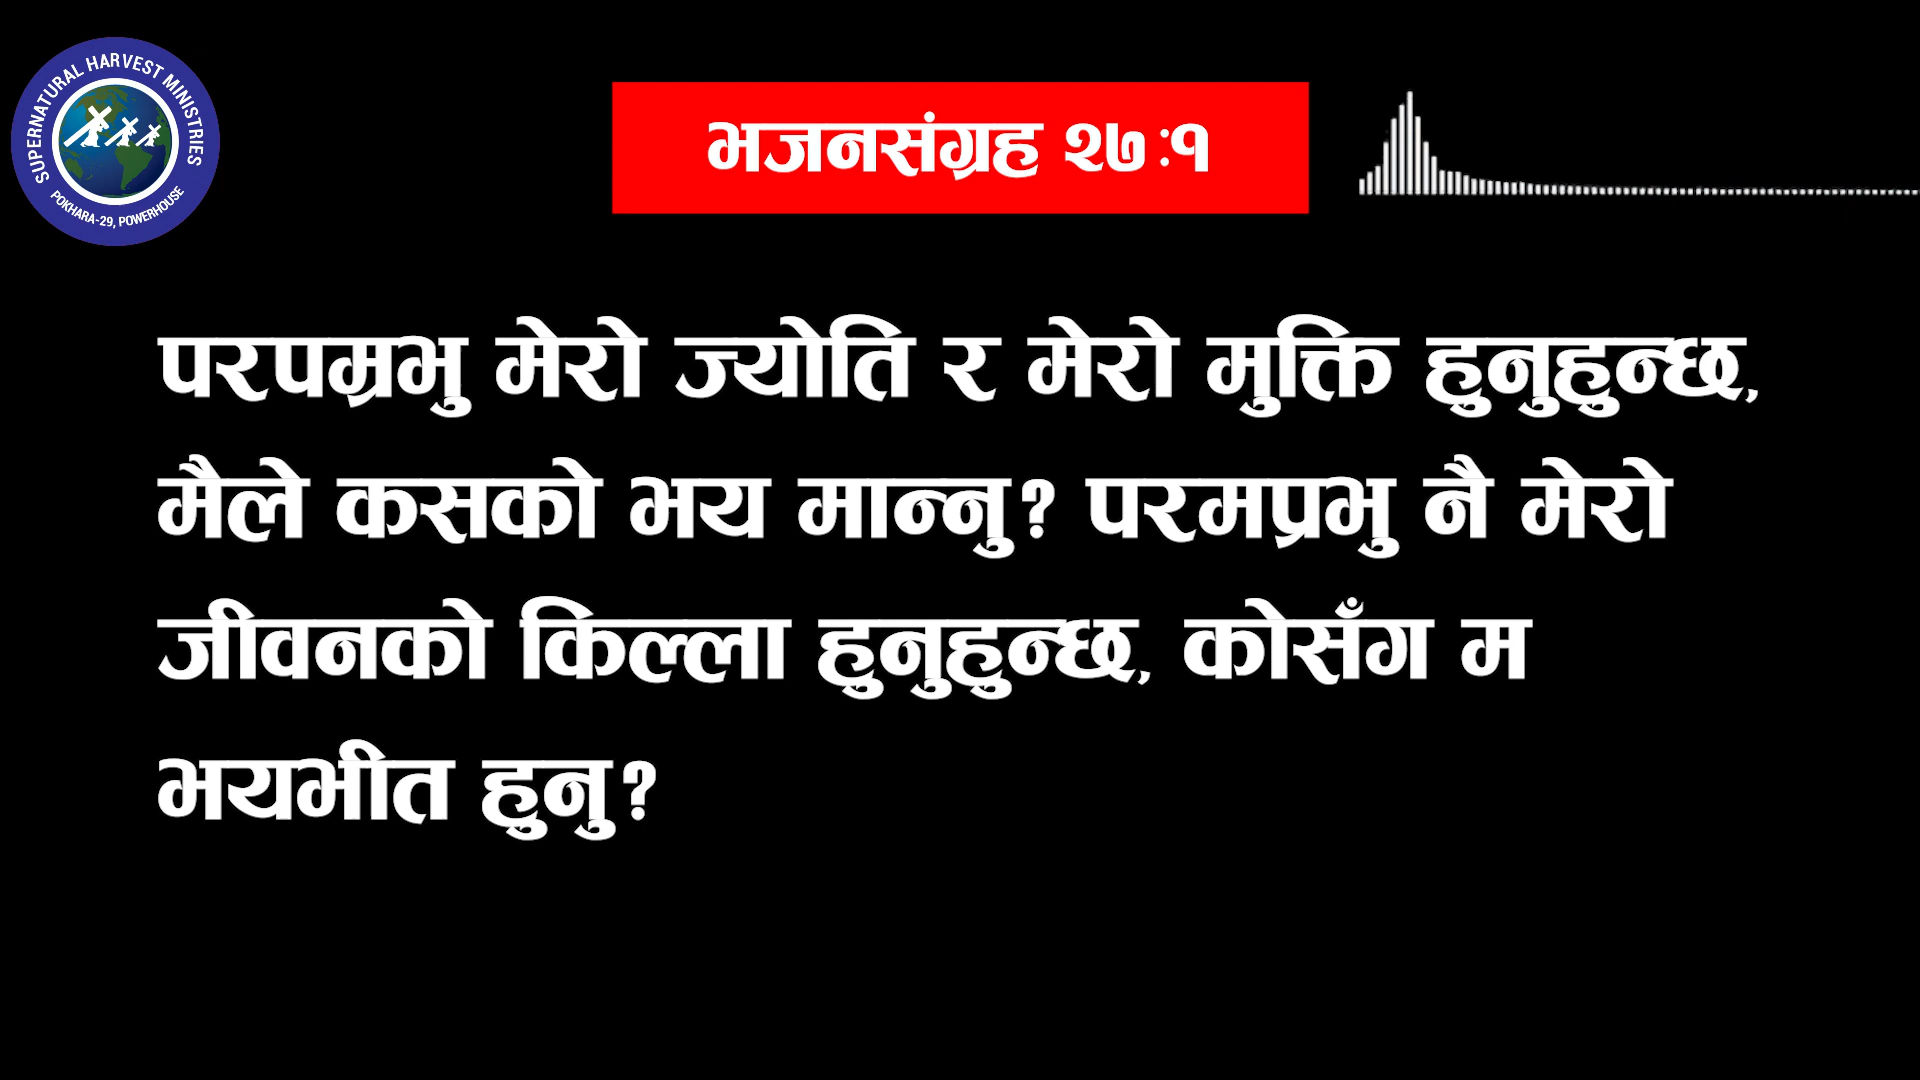 SUPERNATURAL HARVEST MINISTRIES
POKHARA-29, POWERHOUSE
भजनसंग्रह २७:१
परपम्रभु मेरो ज्योति र मेरो मुक्ति हुनुहुन्छ,
मैले कसको भय मान्नु? परमप्रभु नै मेरो
जीवनको किल्ला हुनुहुन्छ, कोसँग म
भयभीत हुनु?